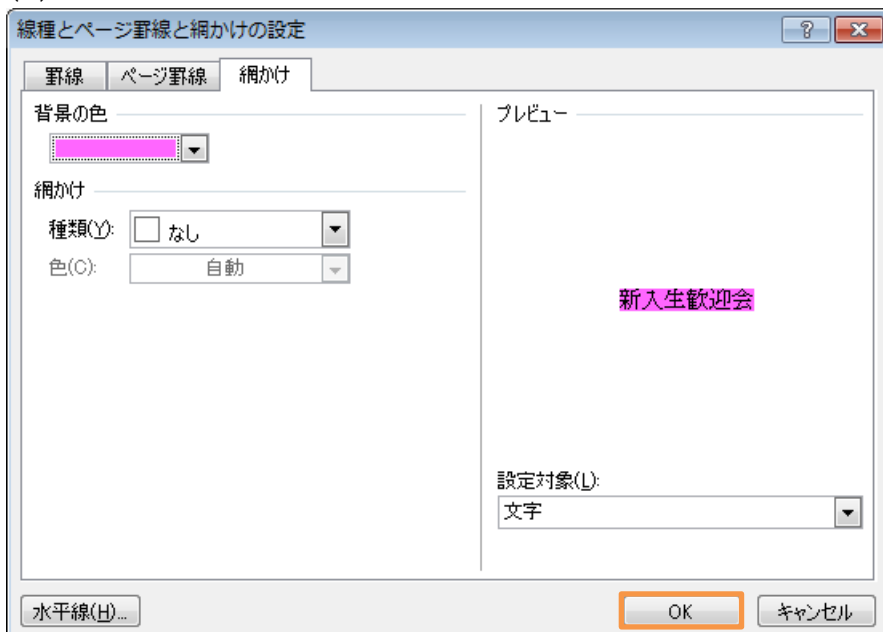 線種とページ罫線と網かけの設定
罫線 ページ罫線 網かけ
背景の色
網かけ
種類(Y): なし
色(C): 自動
プレビュー
新入生歓迎会
設定対象(L):
文字
水平線(H)... OK キャンセル